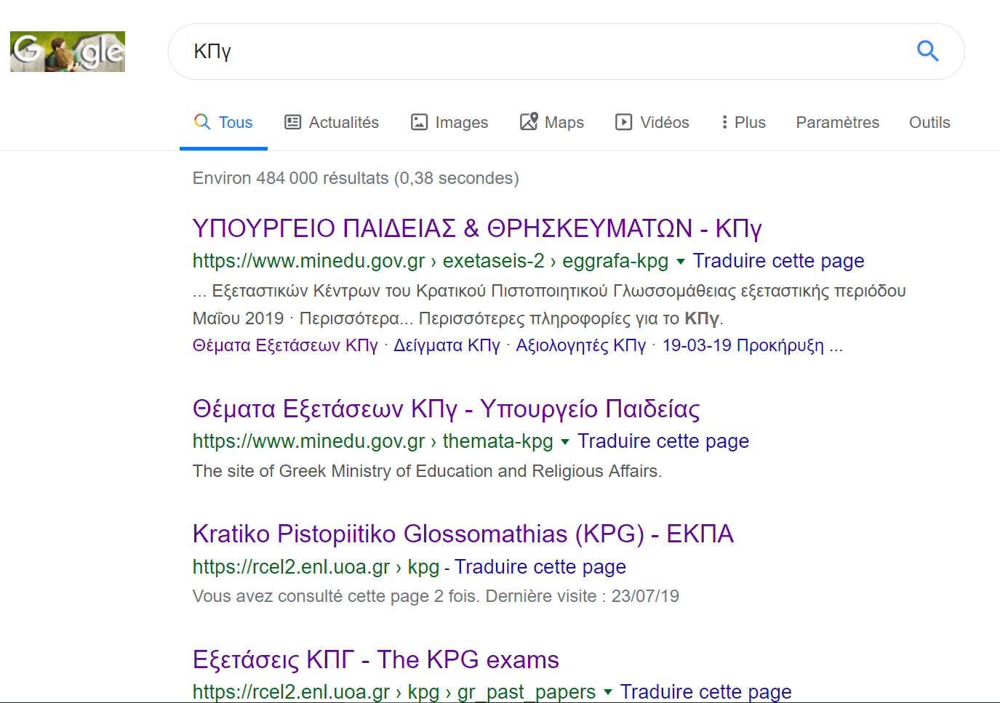 Google
ΚΠγ
Tous Actualités Images Maps Vidéos Plus Paramètres Outils
Environ 484 000 résultats (0,38 secondes)
ΥΠΟΥΡΓΕΙΟ ΠΑΙΔΕΙΑΣ & ΘΡΗΣΚΕΥΜΑΤΩΝ - ΚΠγ
https://www.minedu.gov.gr › exetaseis-2 › eggrafa-kpg ▼ Traduire cette page
... Εξεταστικών Κέντρων του Κρατικού Πιστοποιητικού Γλωσσομάθειας εξεταστικής περιόδου
Μαΐου 2019 · Περισσότερα... Περισσότερες πληροφορίες για το ΚΠγ.
Θέματα Εξετάσεων ΚΠγ · Δείγματα ΚΠγ · Αξιολογητές ΚΠγ · 19-03-19 Προκήρυξη ...
Θέματα Εξετάσεων ΚΠγ - Υπουργείο Παιδείας
https://www.minedu.gov.gr › themata-kpg ▼ Traduire cette page
The site of Greek Ministry of Education and Religious Affairs.
Kratiko Pistopiitiko Glossomathias (KPG) - ΕΚΠΑ
https://rcel2.enl.uoa.gr › kpg - Traduire cette page
Vous avez consulté cette page 2 fois. Dernière visite : 23/07/19
Εξετάσεις ΚΠΓ - The KPG exams
https://rcel2.enl.uoa.gr › kpg › gr_past_papers ▼ Traduire cette page